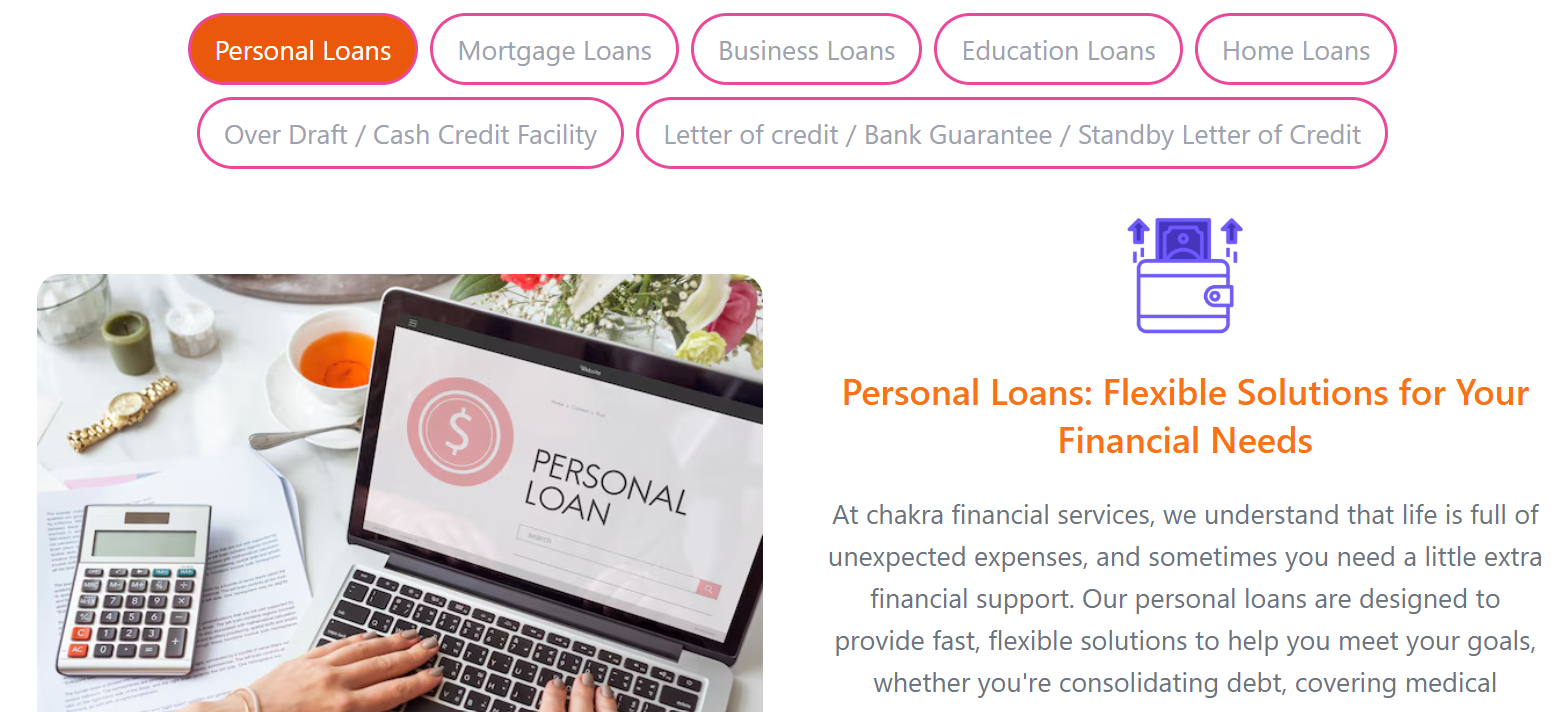 Personal Loans
Mortgage Loans
Business Loans
Education Loans
Home Loans
Over Draft / Cash Credit Facility
Letter of credit / Bank Guarantee / Standby Letter of Credit
Website
PERSONAL
LOAN
search
Personal Loans: Flexible Solutions for Your
Financial Needs
At chakra financial services, we understand that life is full of
unexpected expenses, and sometimes you need a little extra
financial support. Our personal loans are designed to
provide fast, flexible solutions to help you meet your goals,
whether you're consolidating debt, covering medical